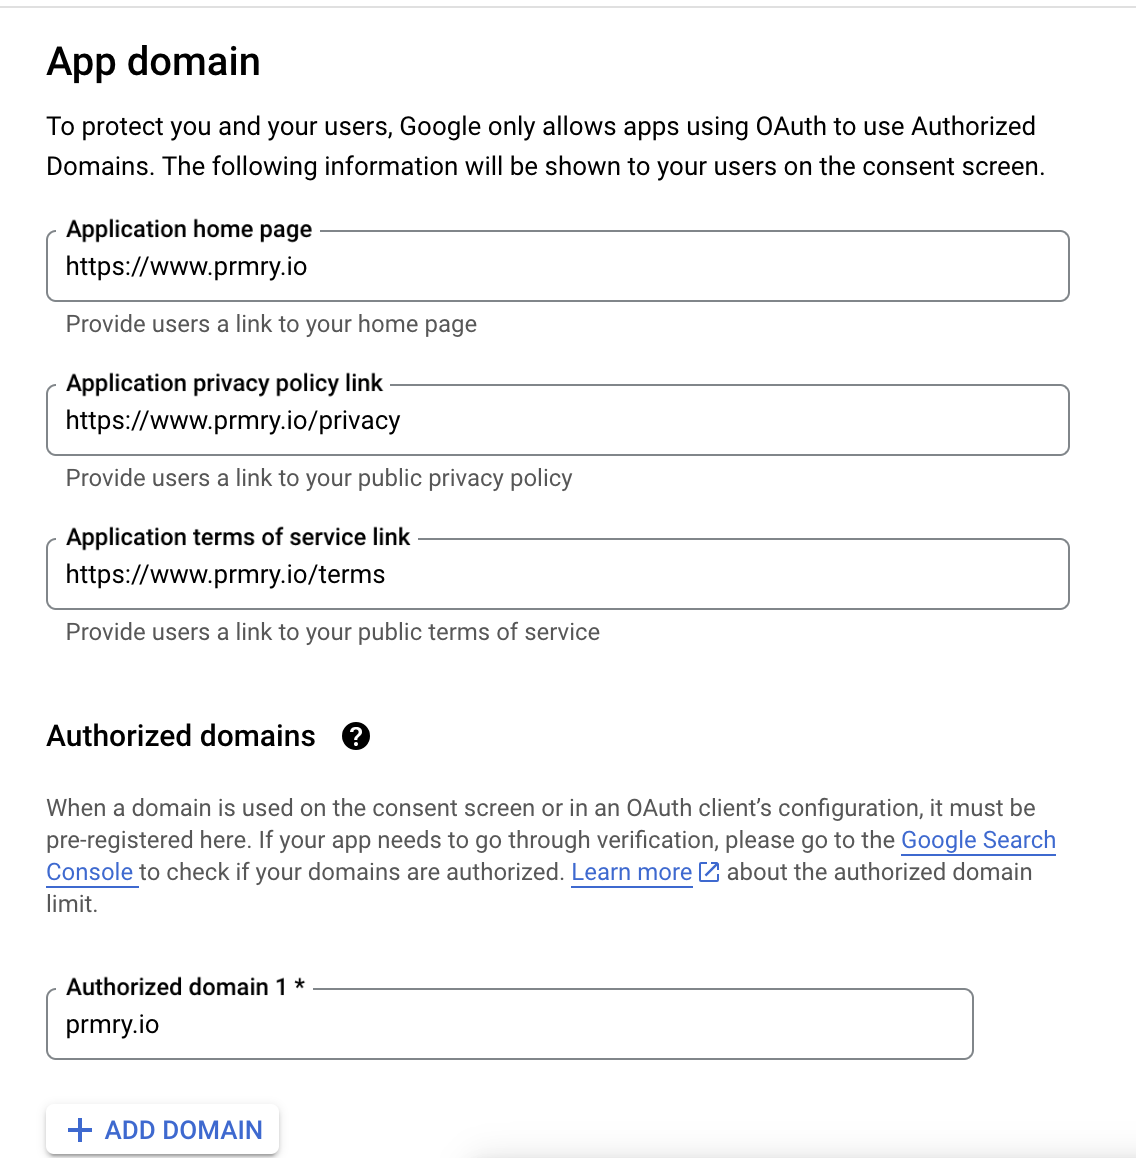 App domain
To protect you and your users, Google only allows apps using OAuth to use Authorized
Domains. The following information will be shown to your users on the consent screen.
Application home page
https://www.prmry.io
Provide users a link to your home page
Application privacy policy link
https://www.prmry.io/privacy
Provide users a link to your public privacy policy
Application terms of service link
https://www.prmry.io/terms
Provide users a link to your public terms of service
Authorized domains ?
When a domain is used on the consent screen or in an OAuth client’s configuration, it must be
pre-registered here. If your app needs to go through verification, please go to the Google Search
Console to check if your domains are authorized. Learn more about the authorized domain
limit.
Authorized domain 1 *
prmry.io
+ ADD DOMAIN